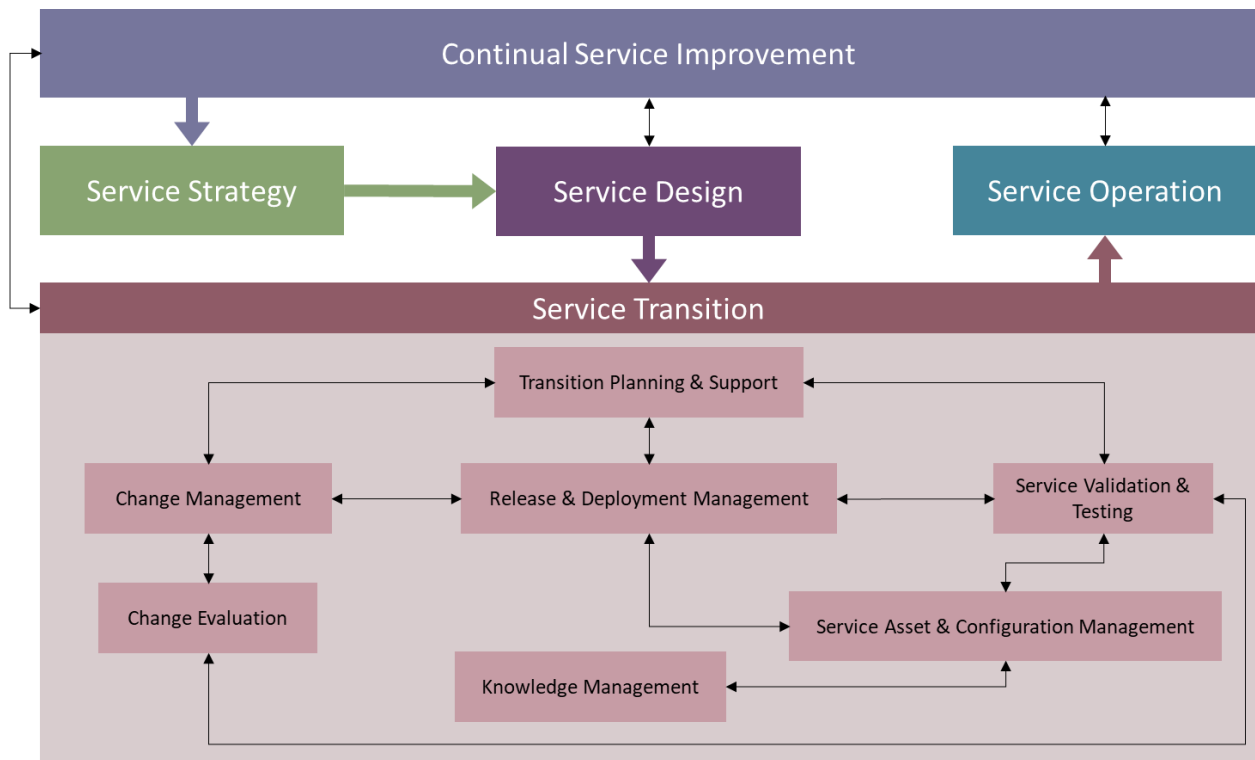 Continual Service Improvement
Service Strategy
Service Design
Service Operation
Service Transition
Transition Planning & Support
Change Management
Release & Deployment Management
Service Validation &
Testing
Change Evaluation
Service Asset & Configuration Management
Knowledge Management